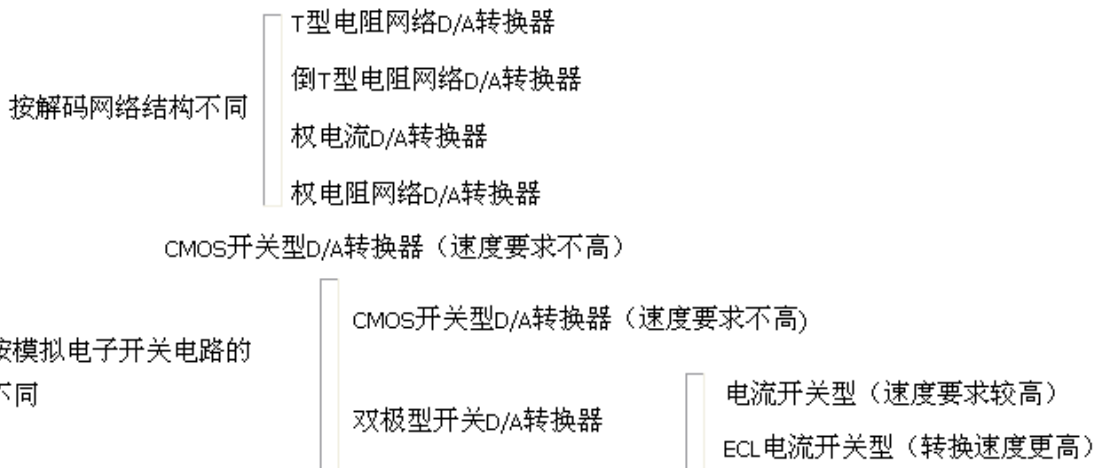 T型电阻网络D/A转换器
倒T型电阻网络D/A转换器
按解码网络结构不同
权电流D/A转换器
权电阻网络D/A转换器
CMOS开关型D/A转换器（速度要求不高）
CMOS开关型D/A转换器（速度要求不高)
按模拟电子开关电路的
不同
双极型开关D/A转换器
电流开关型（速度要求较高）
ECL电流开关型（转换速度更高）